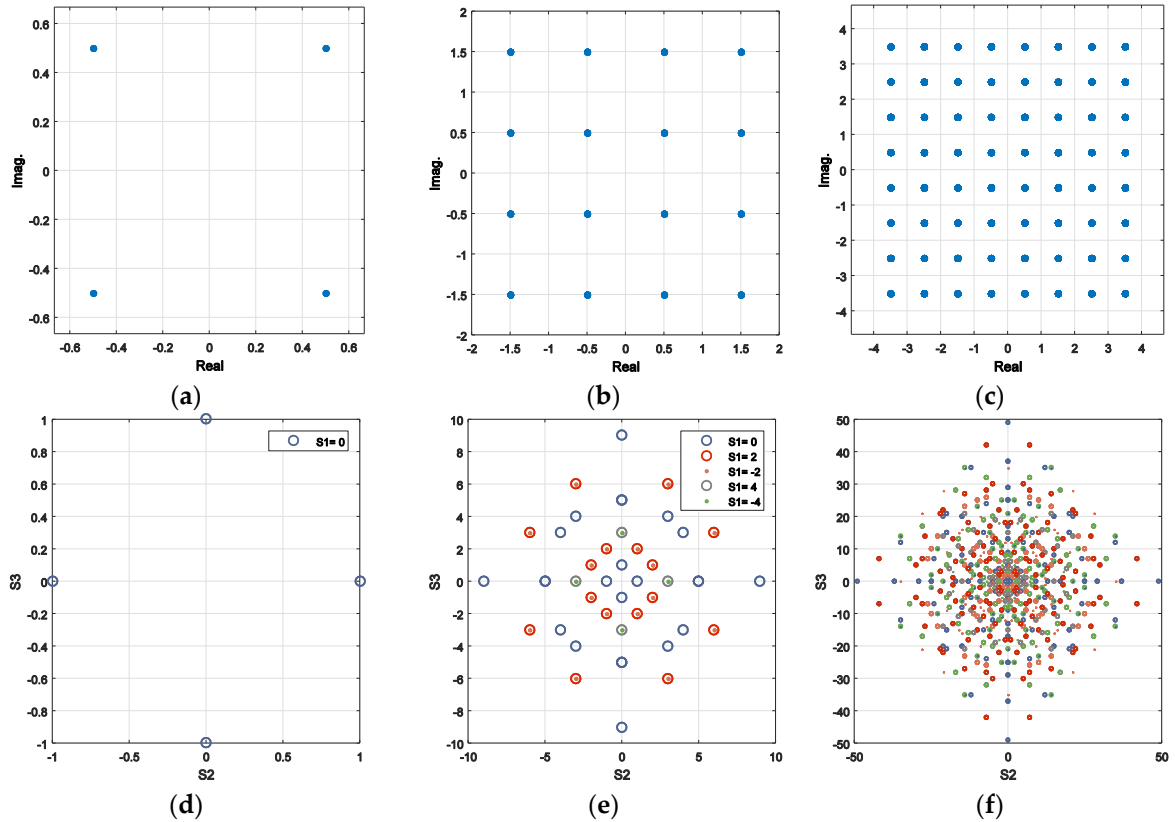 0.6
0.4
0.2
0
-0.2
-0.4
-0.6
Imag.
-0.6 -0.4 -0.2 0 0.2 0.4 0.6
Real
(a)
2
1.5
1
0.5
0
-0.5
-1
-1.5
-2
Imag.
-2 -1.5 -1 -0.5 0 0.5 1 1.5 2
Real
(b)
4
3
2
1
0
-1
-2
-3
-4
Imag.
-4 -3 -2 -1 0 1 2 3 4
Real
(c)
1
0.8
0.6
0.4
0.2
0
-0.2
-0.4
-0.6
-0.8
-1
S3
S1= 0
-1 -0.5 0 0.5 1
S2
(d)
10
8
6
4
2
0
-2
-4
-6
-8
-10
S3
S1= 0
S1= 2
S1= -2
S1= 4
S1= -4
-10 -5 0 5 10
S2
(e)
50
40
30
20
10
0
-10
-20
-30
-40
-50
S3
-50 0 50
S2
(f)